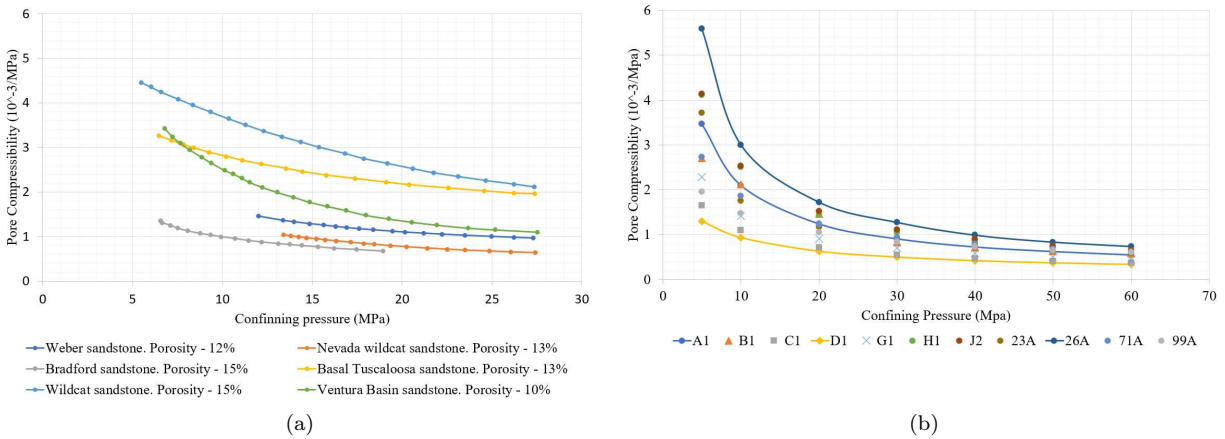 (a)
6
5
4
3
2
1
0
Pore Compressibility (10^-3/MPa)
0 5 10 15 20 25 30
Confinning pressure (MPa)
Weber sandstone. Porosity - 12%
Nevada wildcat sandstone. Porosity - 13%
Bradford sandstone. Porosity - 15%
Basal Tuscaloosa sandstone. Porosity - 13%
Wildcat sandstone. Porosity - 15%
Ventura Basin sandstone. Porosity - 10%
(a)
(b)
6
5
4
3
2
1
0
Pore Compressiblity (10^-3/Mpa)
0 10 20 30 40 50 60 70
Confining Pressure (Mpa)
A1 B1 C1 D1 G1 H1 J2 23A 26A 71A 99A
(b)